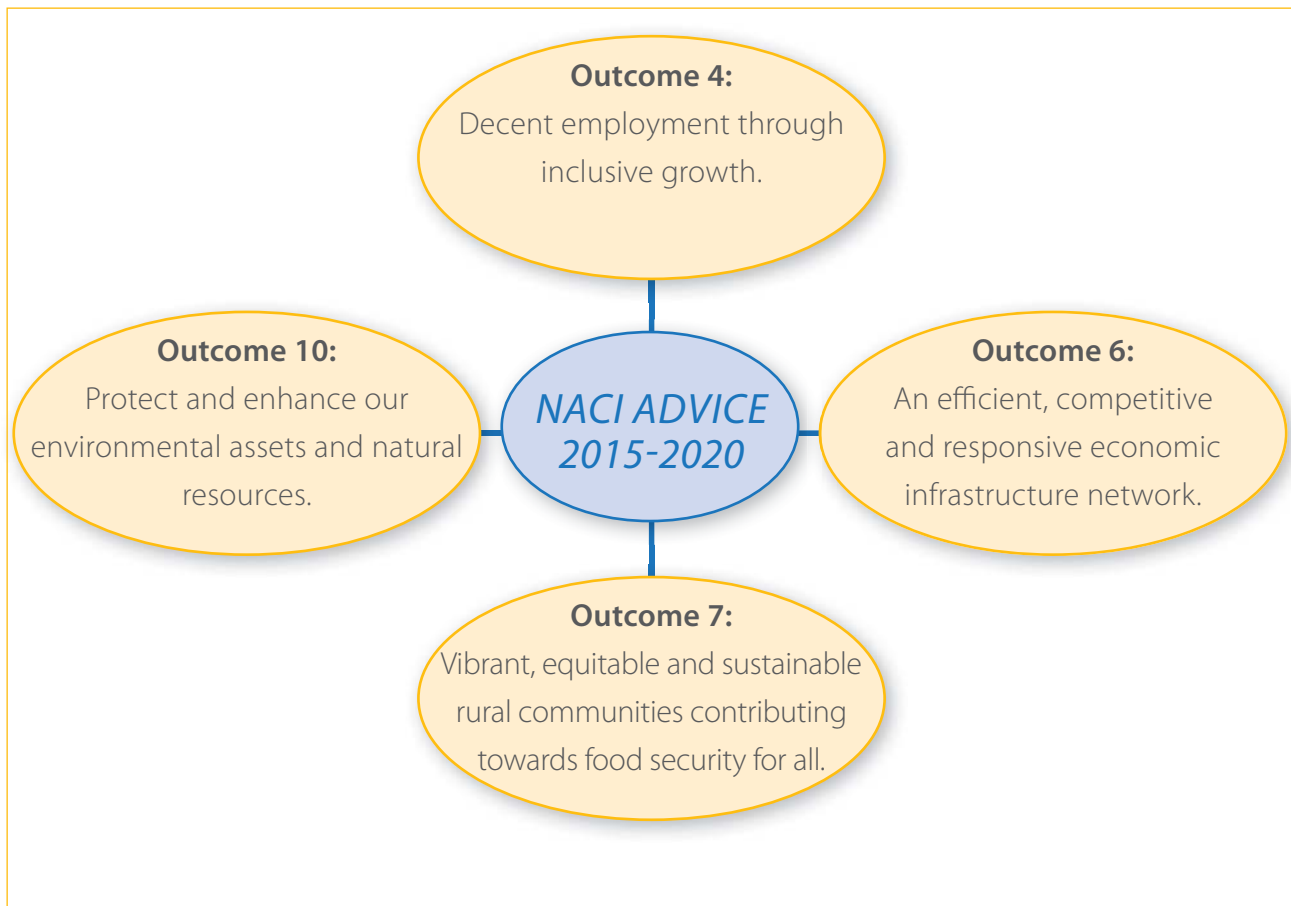 Outcome 4:
Decent employment through
inclusive growth.
Outcome 10:
Protect and enhance our
environmental assets and natural
resources.
NACI ADVICE
2015-2020
Outcome 6:
An efficient, competitive
and responsive economic
infrastructure network.
Outcome 7:
Vibrant, equitable and sustainable
rural communities contributing
towards food security for all.